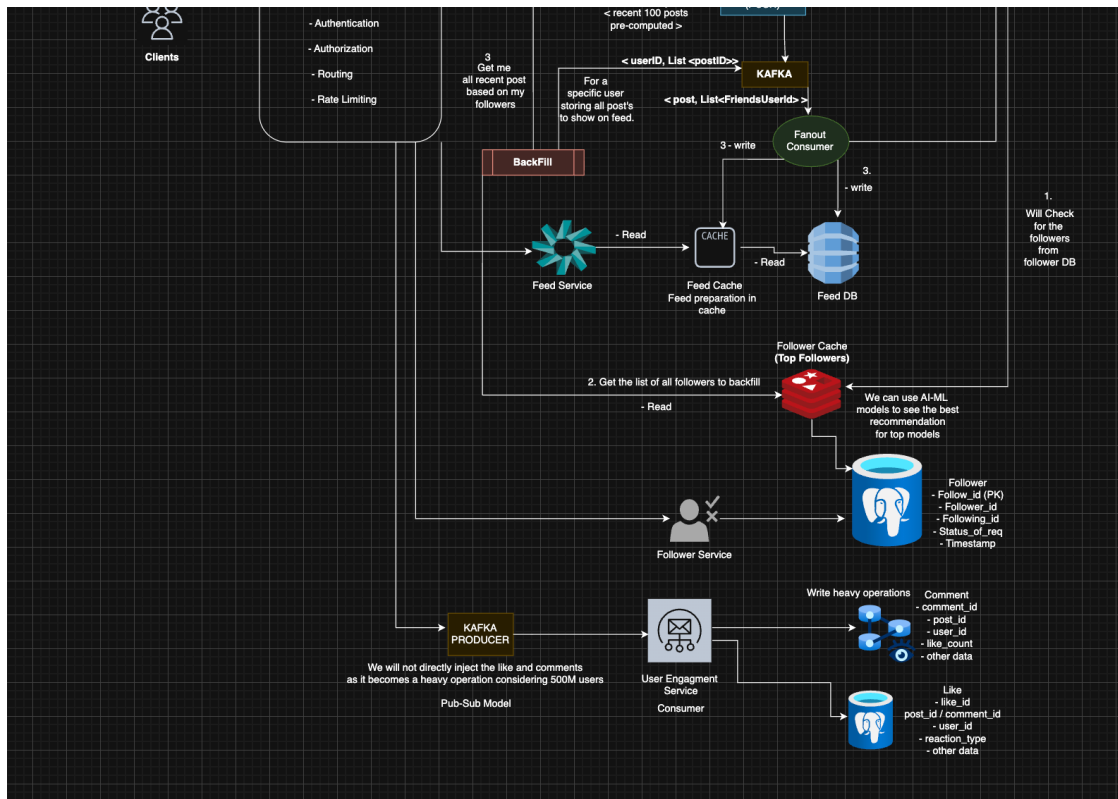 - Authentication
- Authorization
- Routing
- Rate Limiting
Clients
< recent 100 posts
pre-computed >
3
Get me
all recent post
based on my
followers
< userID, List <postID>>
For a
specific user
storing all post's
to show on feed.
KAFKA
< post, List<FriendsUserId> >
Fanout
Consumer
BackFill
3 - write
3.
- write
1.
Will Check
for the
followers
from
follower DB
- Read
CACHE
- Read
Feed Service
Feed Cache
Feed preparation in
cache
Feed DB
Follower Cache
(Top Followers)
2. Get the list of all followers to backfill
- Read
We can use AI-ML
models to see the best
recommendation
for top models
Follower
- Follow_id (PK)
- Follower_id
- Following_id
- Status_of_req
- Timestamp
Follower Service
Write heavy operations
Comment
- comment_id
- post_id
- user_id
- like_count
- other data
KAFKA
PRODUCER
We will not directly inject the like and comments
as it becomes a heavy operation considering 500M users
Pub-Sub Model
User Engagment
Service
Consumer
Like
- like_id
post_id / comment_id
- user_id
- reaction_type
- other data